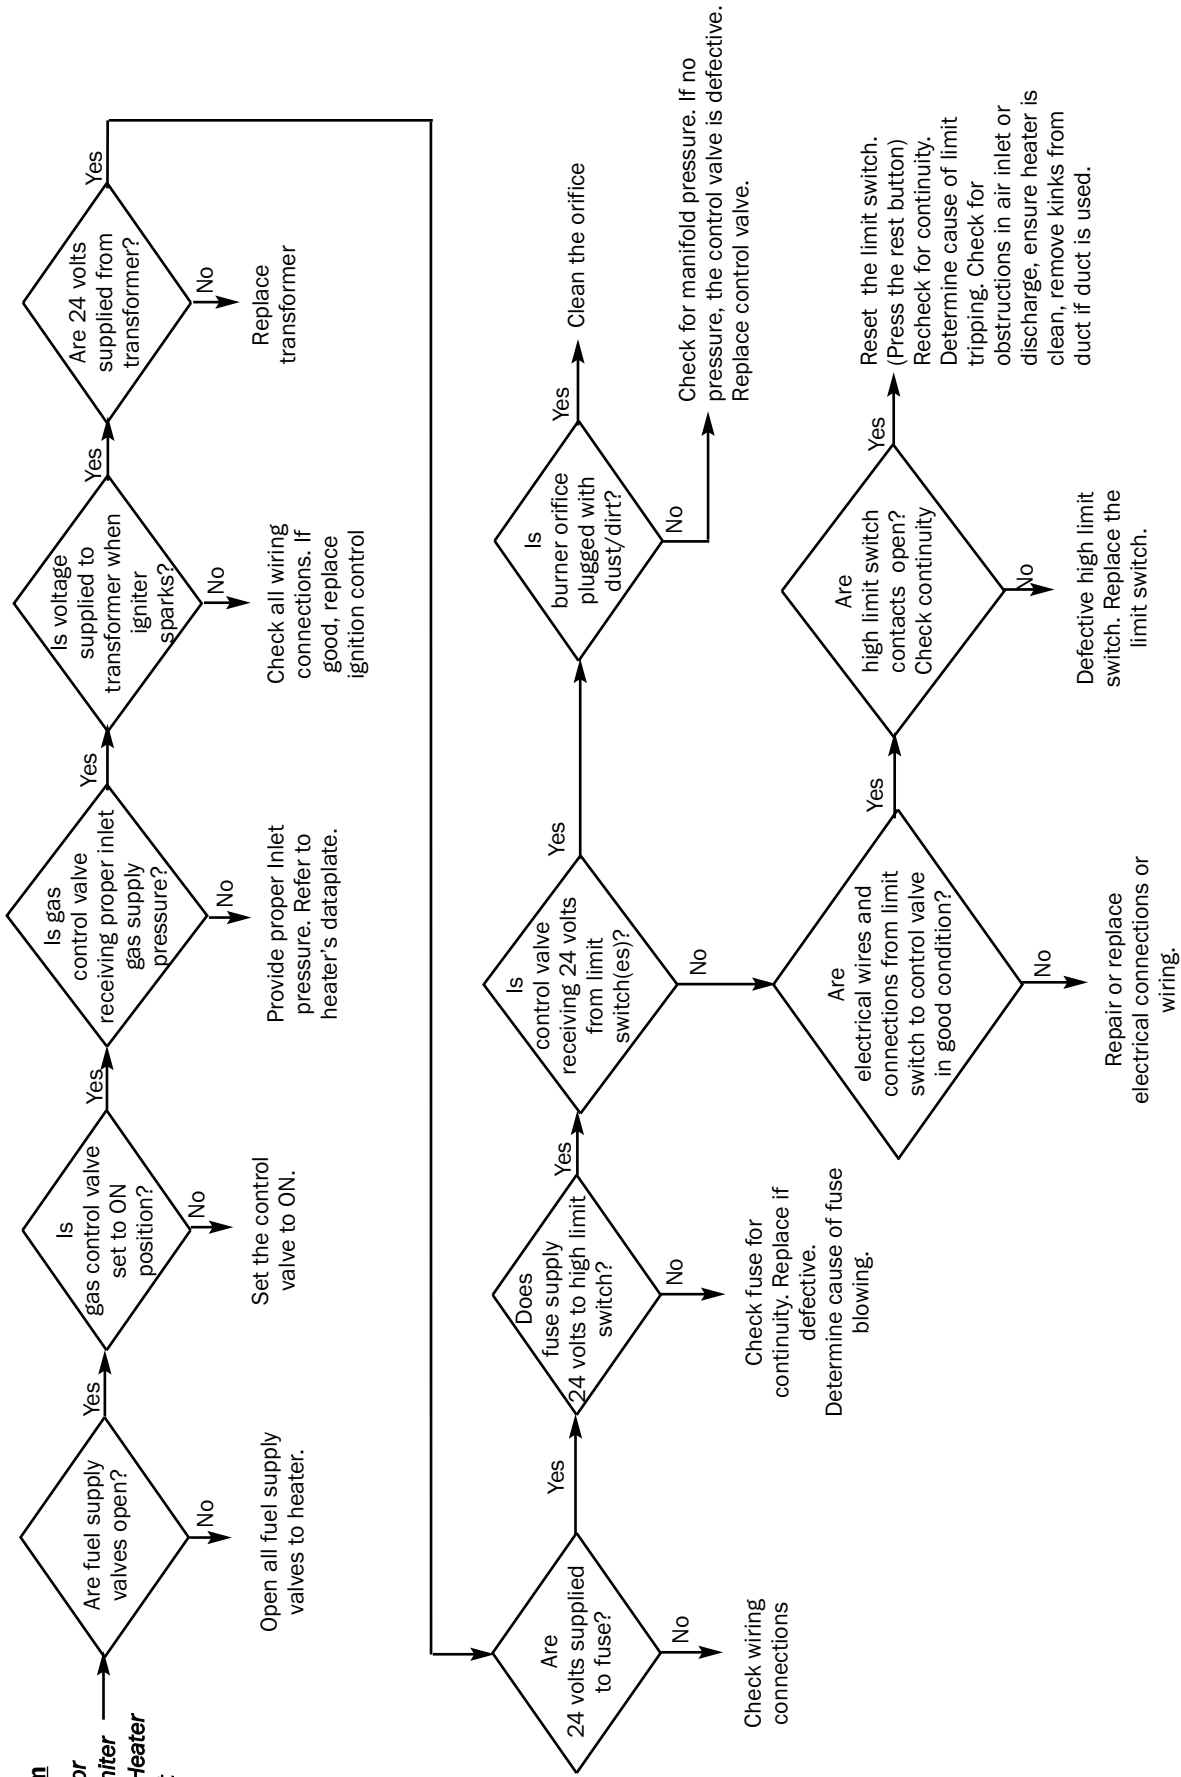 Are fuel supply
valves open?
Yes
No
Open all fuel supply
valves to heater.
Is
gas control valve
set to ON
position?
Yes
No
Set the control
valve to ON.
Is gas
control valve
receiving proper inlet
gas supply
pressure?
Yes
No
Provide proper Inlet
pressure. Refer to
heater's dataplate.
Is voltage
supplied to
transformer when
igniter
sparks?
Yes
No
Check all wiring
connections. If
good, replace
ignition control
Are 24 volts
supplied from
transformer?
Yes
No
Replace
transformer
Are
24 volts supplied
to fuse?
Yes
No
Check wiring
connections
Does
fuse supply
24 volts to high limit
switch?
Yes
No
Check fuse for
continuity. Replace if
defective.
Determine cause of fuse
blowing.
Is
control valve
receiving 24 volts
from limit
switch(es)?
Yes
No
Is
burner orifice
plugged with
dust/dirt?
Yes
Clean the orifice
No
Check for manifold pressure. If no
pressure, the control valve is defective.
Replace control valve.
Are
electrical wires and
connections from limit
switch to control valve
in good condition?
Yes
No
Repair or replace
electrical connections or
wiring.
Are
high limit switch
contacts open?
Check continuity
Yes
No
Defective high limit
switch. Replace the
limit switch.
Reset the limit switch.
(Press the rest button)
Recheck for continuity.
Determine cause of limit
tripping. Check for
obstructions in air inlet or
discharge, ensure heater is
clean, remove kinks from
duct if duct is used.
Heater